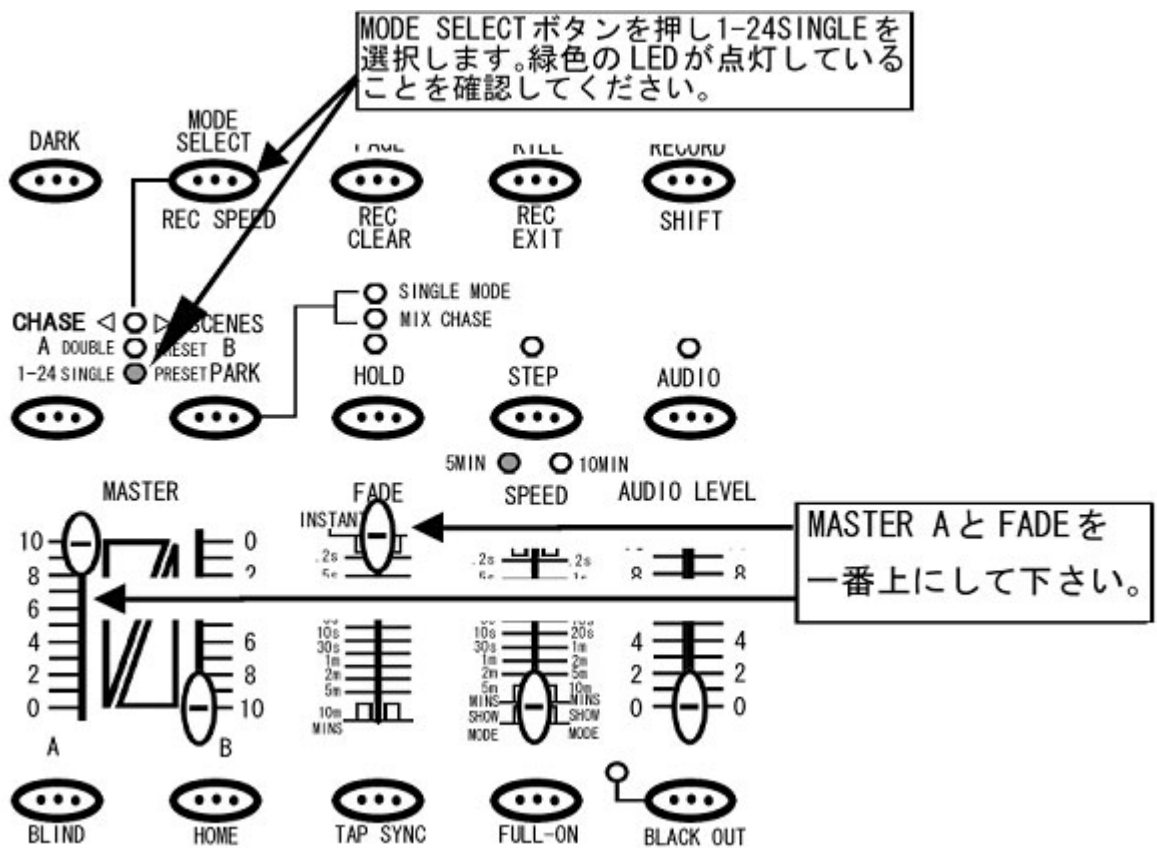 MODE SELECTボタンを押し1-24SINGLEを
選択します。緑色のLEDが点灯している
ことを確認してください。
DARK
MODE
SELECT
RECORD
REC SPEED
REC
CLEAR
REC
EXIT
SHIFT
SINGLE MODE
MIX CHASE
CHASE ◁ ▷ SCENES
A DOUBLE PRESET B
1-24 SINGLE PRESET PARK
HOLD
STEP
AUDIO
5MIN 10MIN
MASTER
FADE
SPEED
AUDIO LEVEL
INSTANT
MASTER AとFADEを
一番上にして下さい。
10 0
.2s .2s .2s
8 8 8
6
10s 10s 20s
4 6 30s 30s 1m 4 4
1m 1m 2m
2 8 2m 2m 5m 2 2
5m 5m 10m
0 10 10m MINS MINS 0 0
MINS SHOW SHOW
MODE MODE
A B
BLIND
HOME
TAP SYNC
FULL-ON
BLACK OUT